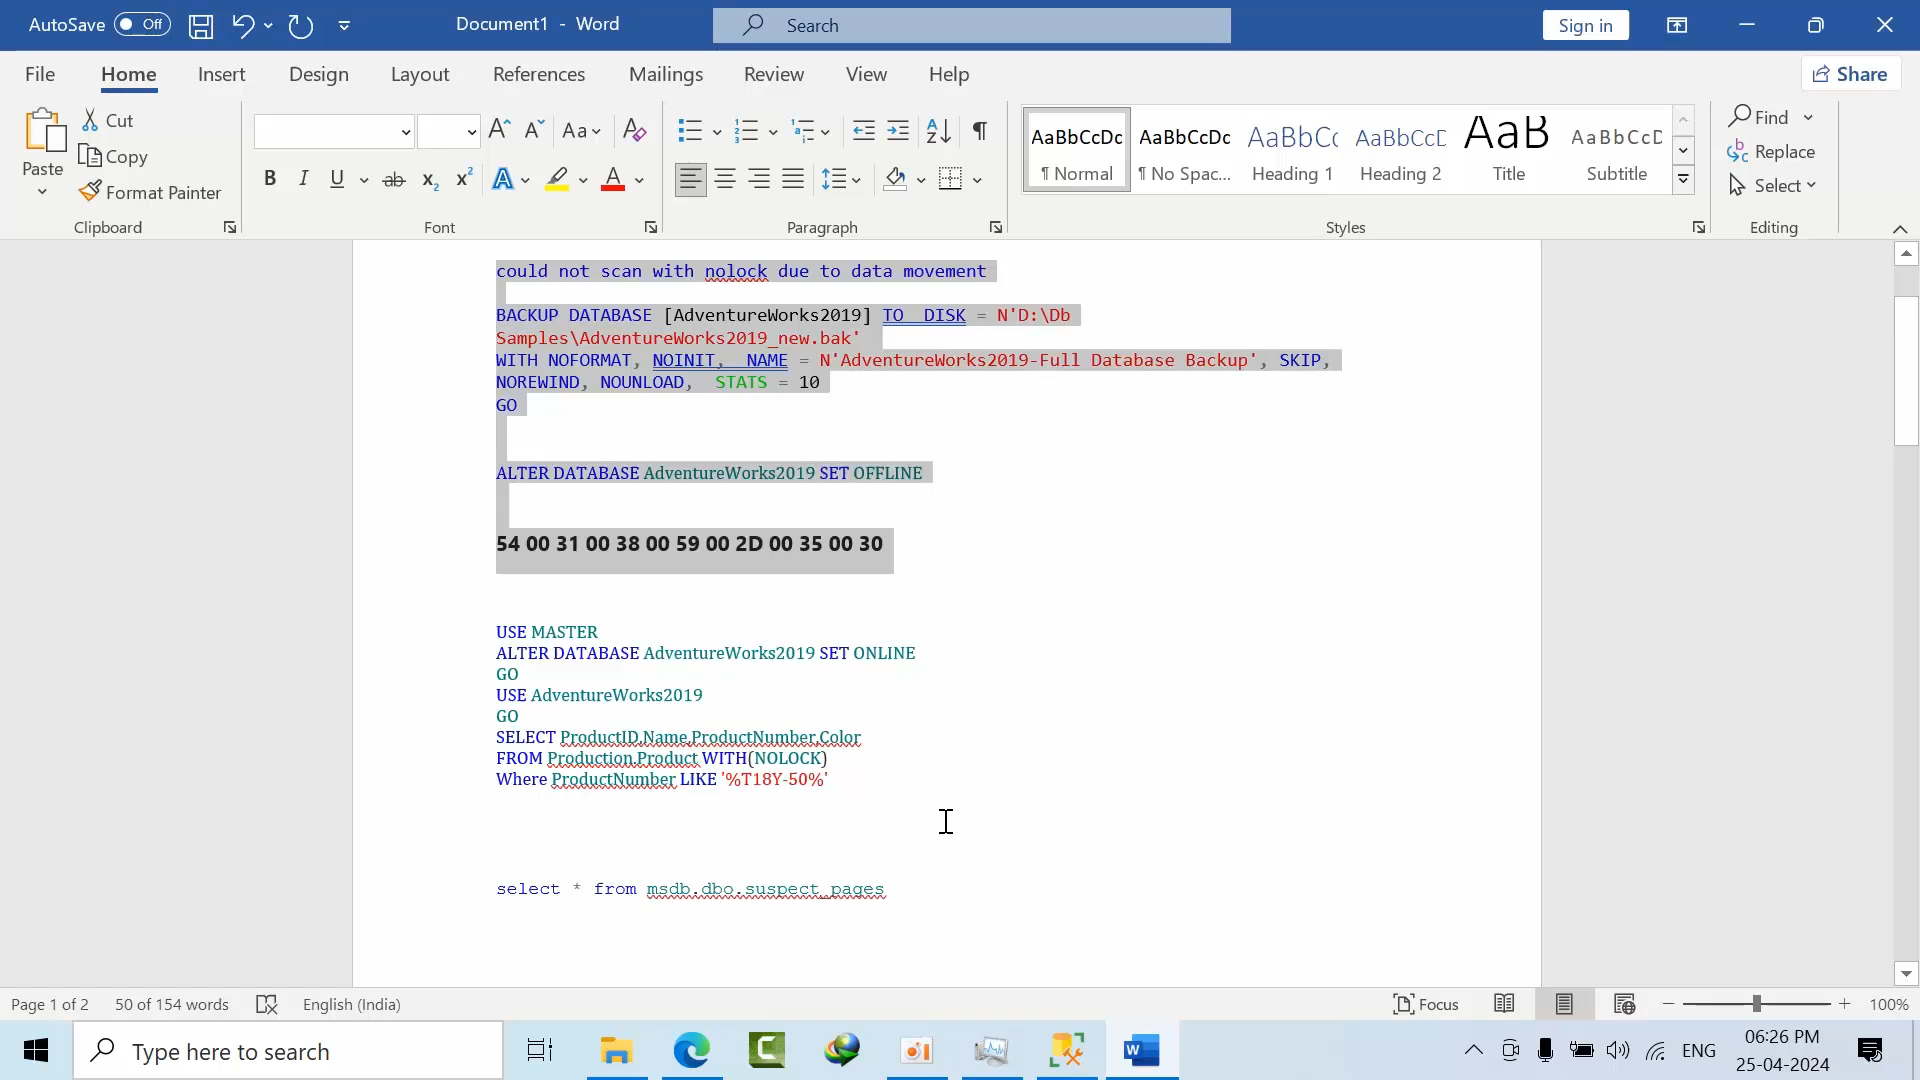 AutoSave Off Document1 - Word Search Sign in
File Home Insert Design Layout References Mailings Review View Help Share
Paste Cut Copy Format Painter
Clipboard
Aa
B I U ab x₂ x² A A
Font
Paragraph
AaBbCcDc ¶ Normal
AaBbCcDc ¶ No Spac...
AaBbCc Heading 1
AaBbCcD Heading 2
AaB Title
AaBbCcD Subtitle
Styles
Find
Replace
Select
Editing
could not scan with nolock due to data movement
BACKUP DATABASE [AdventureWorks2019] TO DISK = N'D:\Db
Samples\AdventureWorks2019_new.bak'
WITH NOFORMAT, NOINIT, NAME = N'AdventureWorks2019-Full Database Backup', SKIP,
NOREWIND, NOUNLOAD, STATS = 10
GO
ALTER DATABASE AdventureWorks2019 SET OFFLINE
54 00 31 00 38 00 59 00 2D 00 35 00 30
USE MASTER
ALTER DATABASE AdventureWorks2019 SET ONLINE
GO
USE AdventureWorks2019
GO
SELECT ProductID,Name,ProductNumber,Color
FROM Production.Product WITH(NOLOCK)
Where ProductNumber LIKE '%T18Y-50%'
select * from msdb.dbo.suspect_pages
Page 1 of 2 50 of 154 words English (India) Focus 100%
Type here to search ENG 06:26 PM
25-04-2024